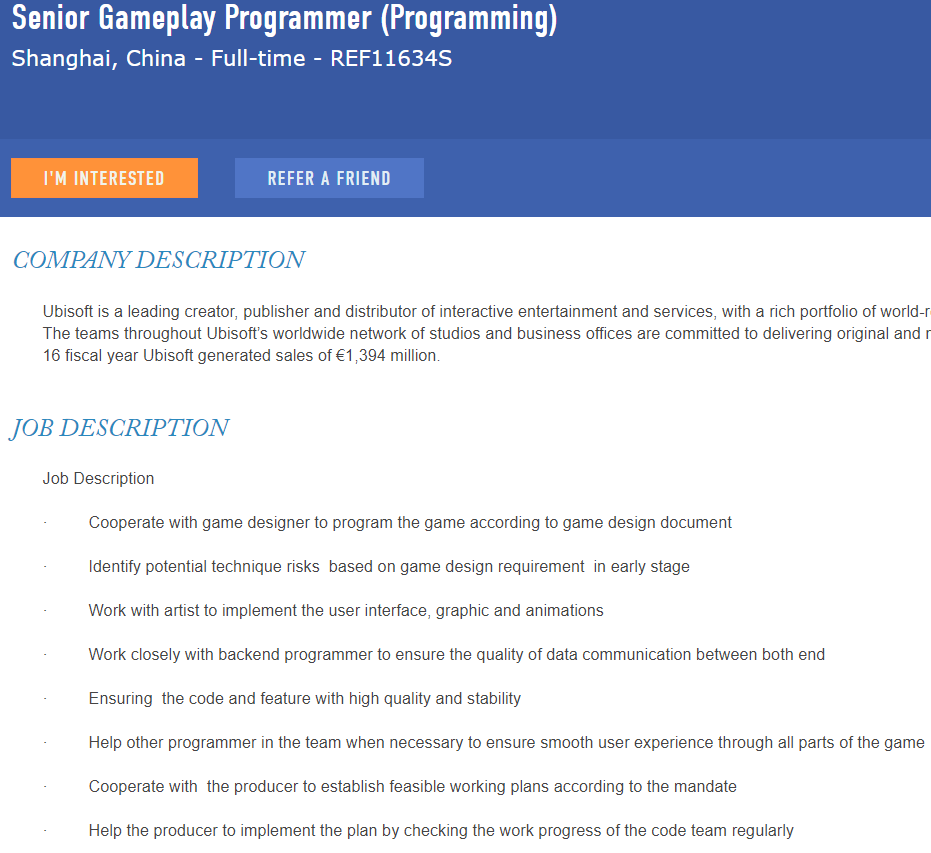 Senior Gameplay Programmer (Programming)
Shanghai, China - Full-time - REF11634S
I'M INTERESTED
REFER A FRIEND
COMPANY DESCRIPTION
Ubisoft is a leading creator, publisher and distributor of interactive entertainment and services, with a rich portfolio of
The teams throughout Ubisoft’s worldwide network of studios and business offices are committed to delivering original and
16 fiscal year Ubisoft generated sales of €1,394 million.
JOB DESCRIPTION
Job Description
· Cooperate with game designer to program the game according to game design document
· Identify potential technique risks  based on game design requirement  in early stage
· Work with artist to implement the user interface, graphic and animations
· Work closely with backend programmer to ensure the quality of data communication between both end
· Ensuring  the code and feature with high quality and stability
· Help other programmer in the team when necessary to ensure smooth user experience through all parts of the game
· Cooperate with  the producer to establish feasible working plans according to the mandate
· Help the producer to implement the plan by checking the work progress of the code team regularly